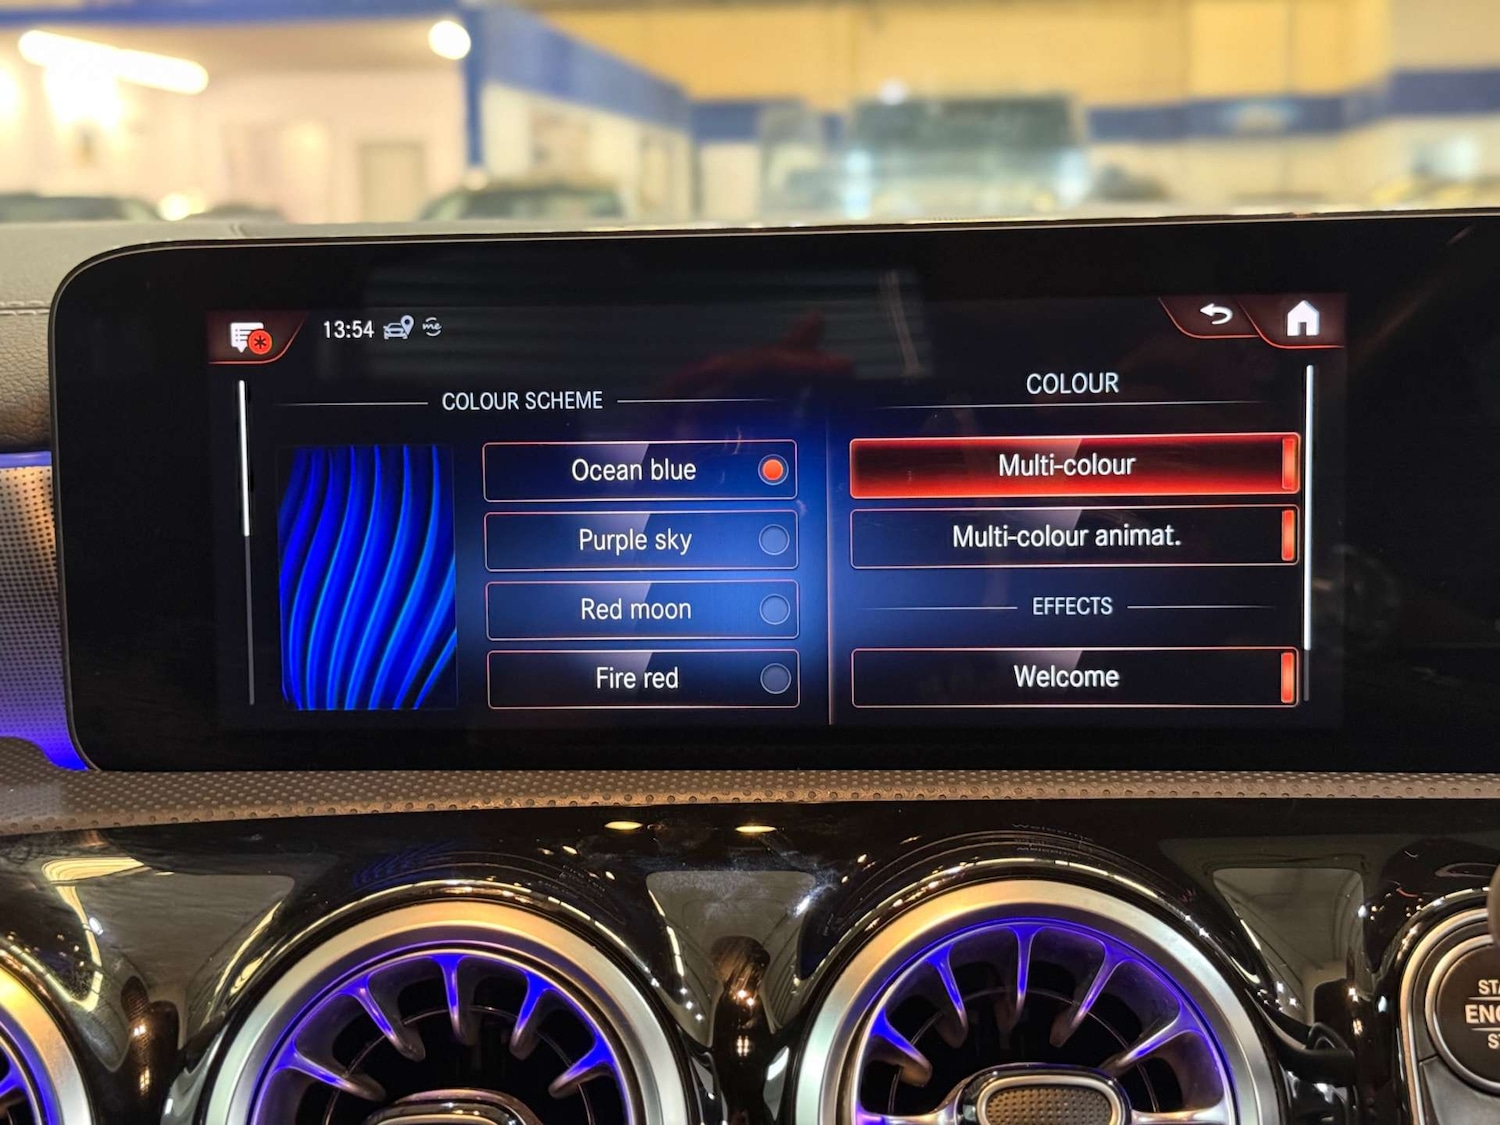 13:54 me
COLOUR SCHEME
Ocean blue
Purple sky
Red moon
Fire red
COLOUR
Multi-colour
Multi-colour animat.
EFFECTS
Welcome